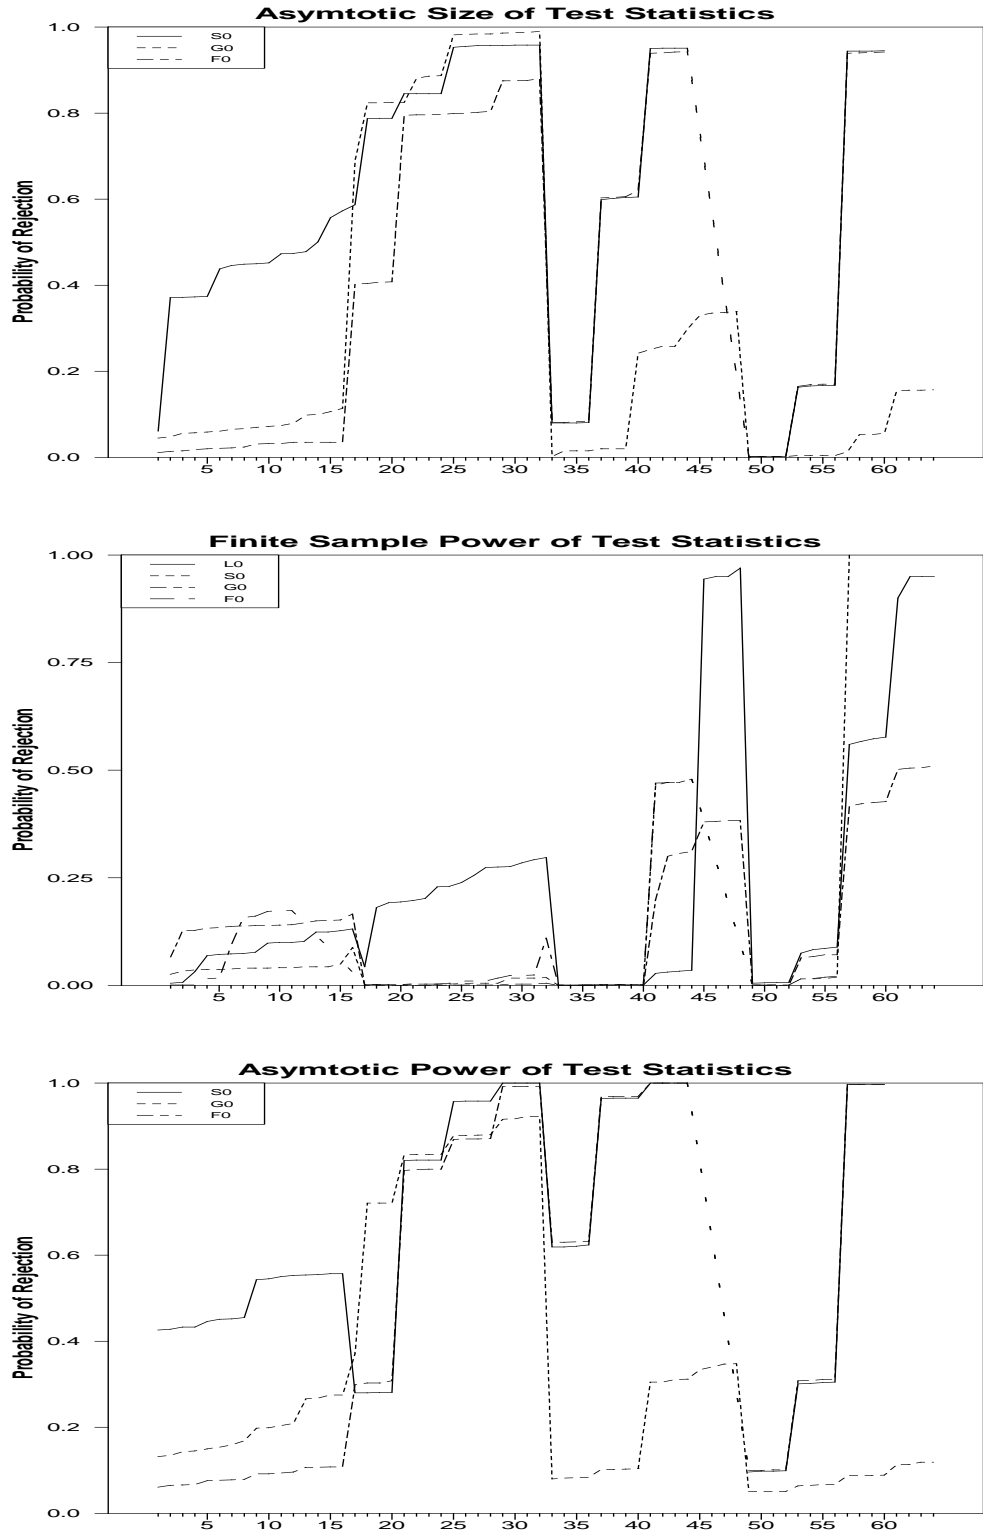 Asymtotic Size of Test Statistics
1.0
S0
G0
F0
0.8
0.6
0.4
0.2
0.0
Probability of Rejection
5 10 15 20 25 30 35 40 45 50 55 60
Finite Sample Power of Test Statistics
1.00
L0
S0
G0
F0
0.75
0.50
0.25
0.00
Probability of Rejection
5 10 15 20 25 30 35 40 45 50 55 60
Asymtotic Power of Test Statistics
1.0
S0
G0
F0
0.8
0.6
0.4
0.2
0.0
Probability of Rejection
5 10 15 20 25 30 35 40 45 50 55 60